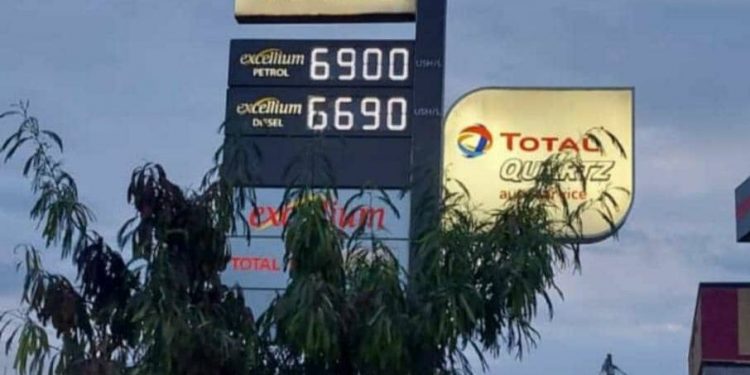 excellium 6900 USH/L
PETROL
excellium 6690 USH/L
DIESEL
excellium
TOTAL
TOTAL
QUARTZ
auto service